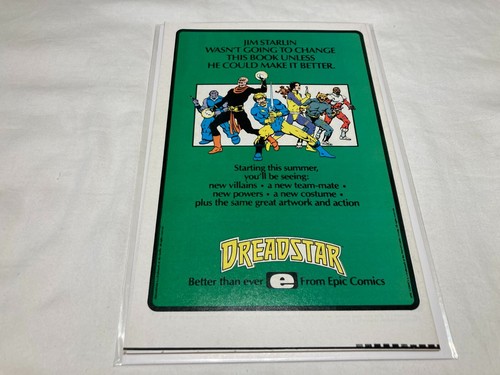 JIM STARLIN
WASN'T GOING TO CHANGE
THIS BOOK UNLESS
HE COULD MAKE IT BETTER.
Starting this summer,
you'll be seeing:
new villains • a new team-mate •
new powers • a new costume •
plus the same great artwork and action
DREADSTAR
Better than ever e From Epic Comics